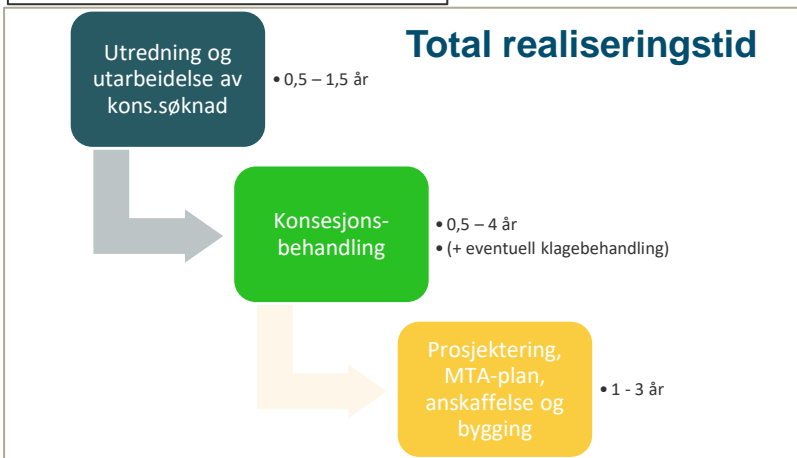 Total realiseringstid
Utredning og
utarbeidelse av
kons.søknad
• 0,5 – 1,5 år
Konsesjons-
behandling
• 0,5 – 4 år
• (+ eventuell klagebehandling)
Prosjektering,
MTA-plan,
anskaffelse og
bygging
• 1 - 3 år